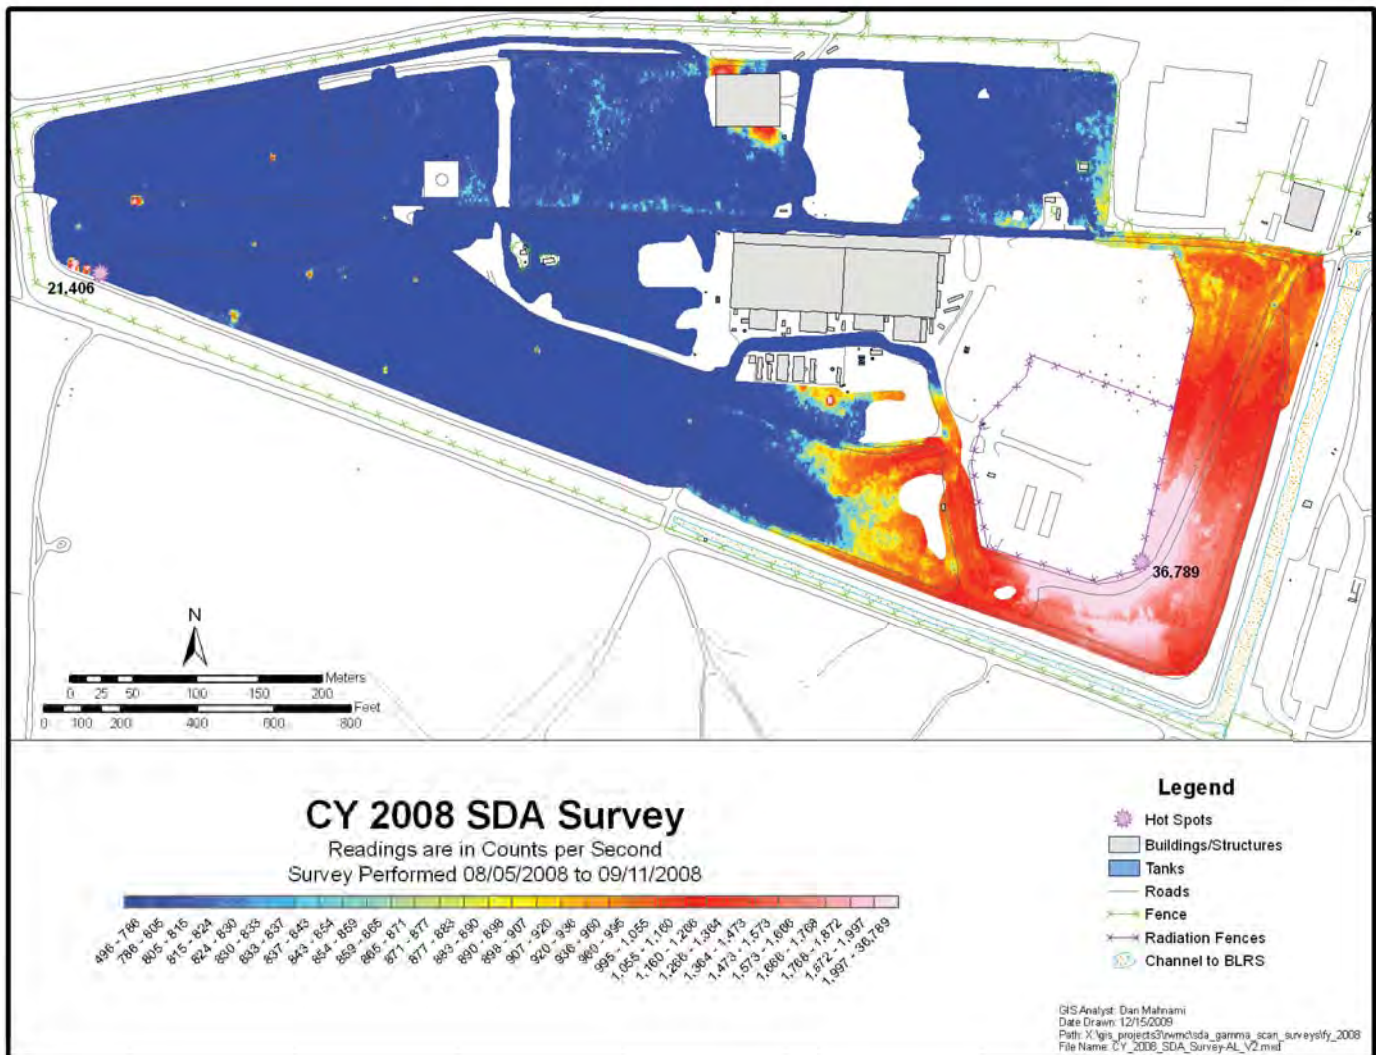 21,406
36,789
N
Meters
0 25 50 100 150 200
Feet
0 100 200 400 600 800
CY 2008 SDA Survey
Readings are in Counts per Second
Survey Performed 08/05/2008 to 09/11/2008
496 - 786
786 - 805
805 - 815
815 - 824
824 - 830
830 - 833
833 - 837
837 - 843
843 - 854
854 - 859
859 - 865
865 - 871
871 - 877
877 - 883
883 - 890
890 - 898
898 - 907
907 - 920
920 - 936
936 - 960
960 - 995
995 - 1,055
1,055 - 1,160
1,160 - 1,266
1,266 - 1,364
1,364 - 1,473
1,473 - 1,573
1,573 - 1,666
1,666 - 1,768
1,768 - 1,872
1,872 - 1,997
1,997 - 36,789
Legend
Hot Spots
Buildings/Structures
Tanks
Roads
Fence
Radiation Fences
Channel to BLRS
GIS Analyst: Dan Mahnami
Date Drawn: 12/15/2009
Path: X:\gis_projects3\rwmc\sda_gamma_scan_surveys\fy_2008
File Name: CY_2008_SDA_Survey-AL_V2.mxd